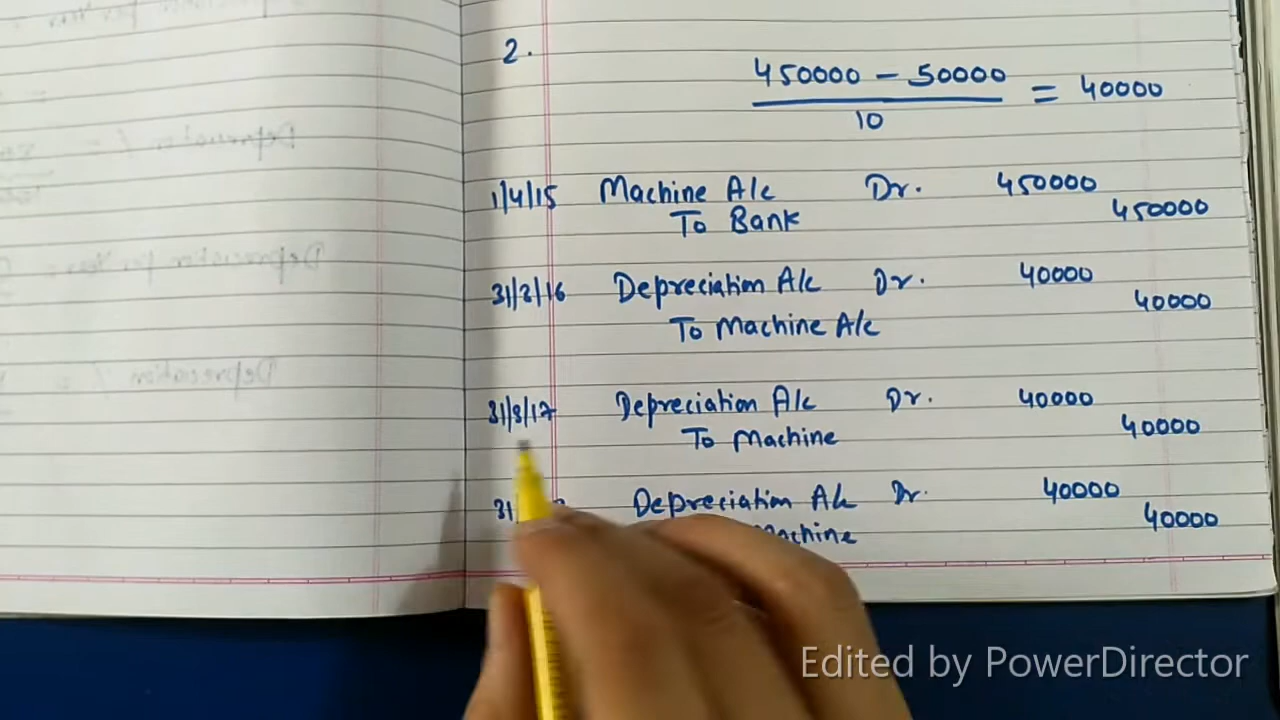 2.
450000 - 50000
10
= 40000
1/4/15 Machine A/c Dr. 450000
To Bank 450000
31/3/16 Depreciation A/c Dr. 40000
To Machine A/c 40000
31/3/17 Depreciation A/c Dr. 40000
To Machine 40000
31/ Depreciation A/c Dr. 40000
Machine 40000
Edited by PowerDirector